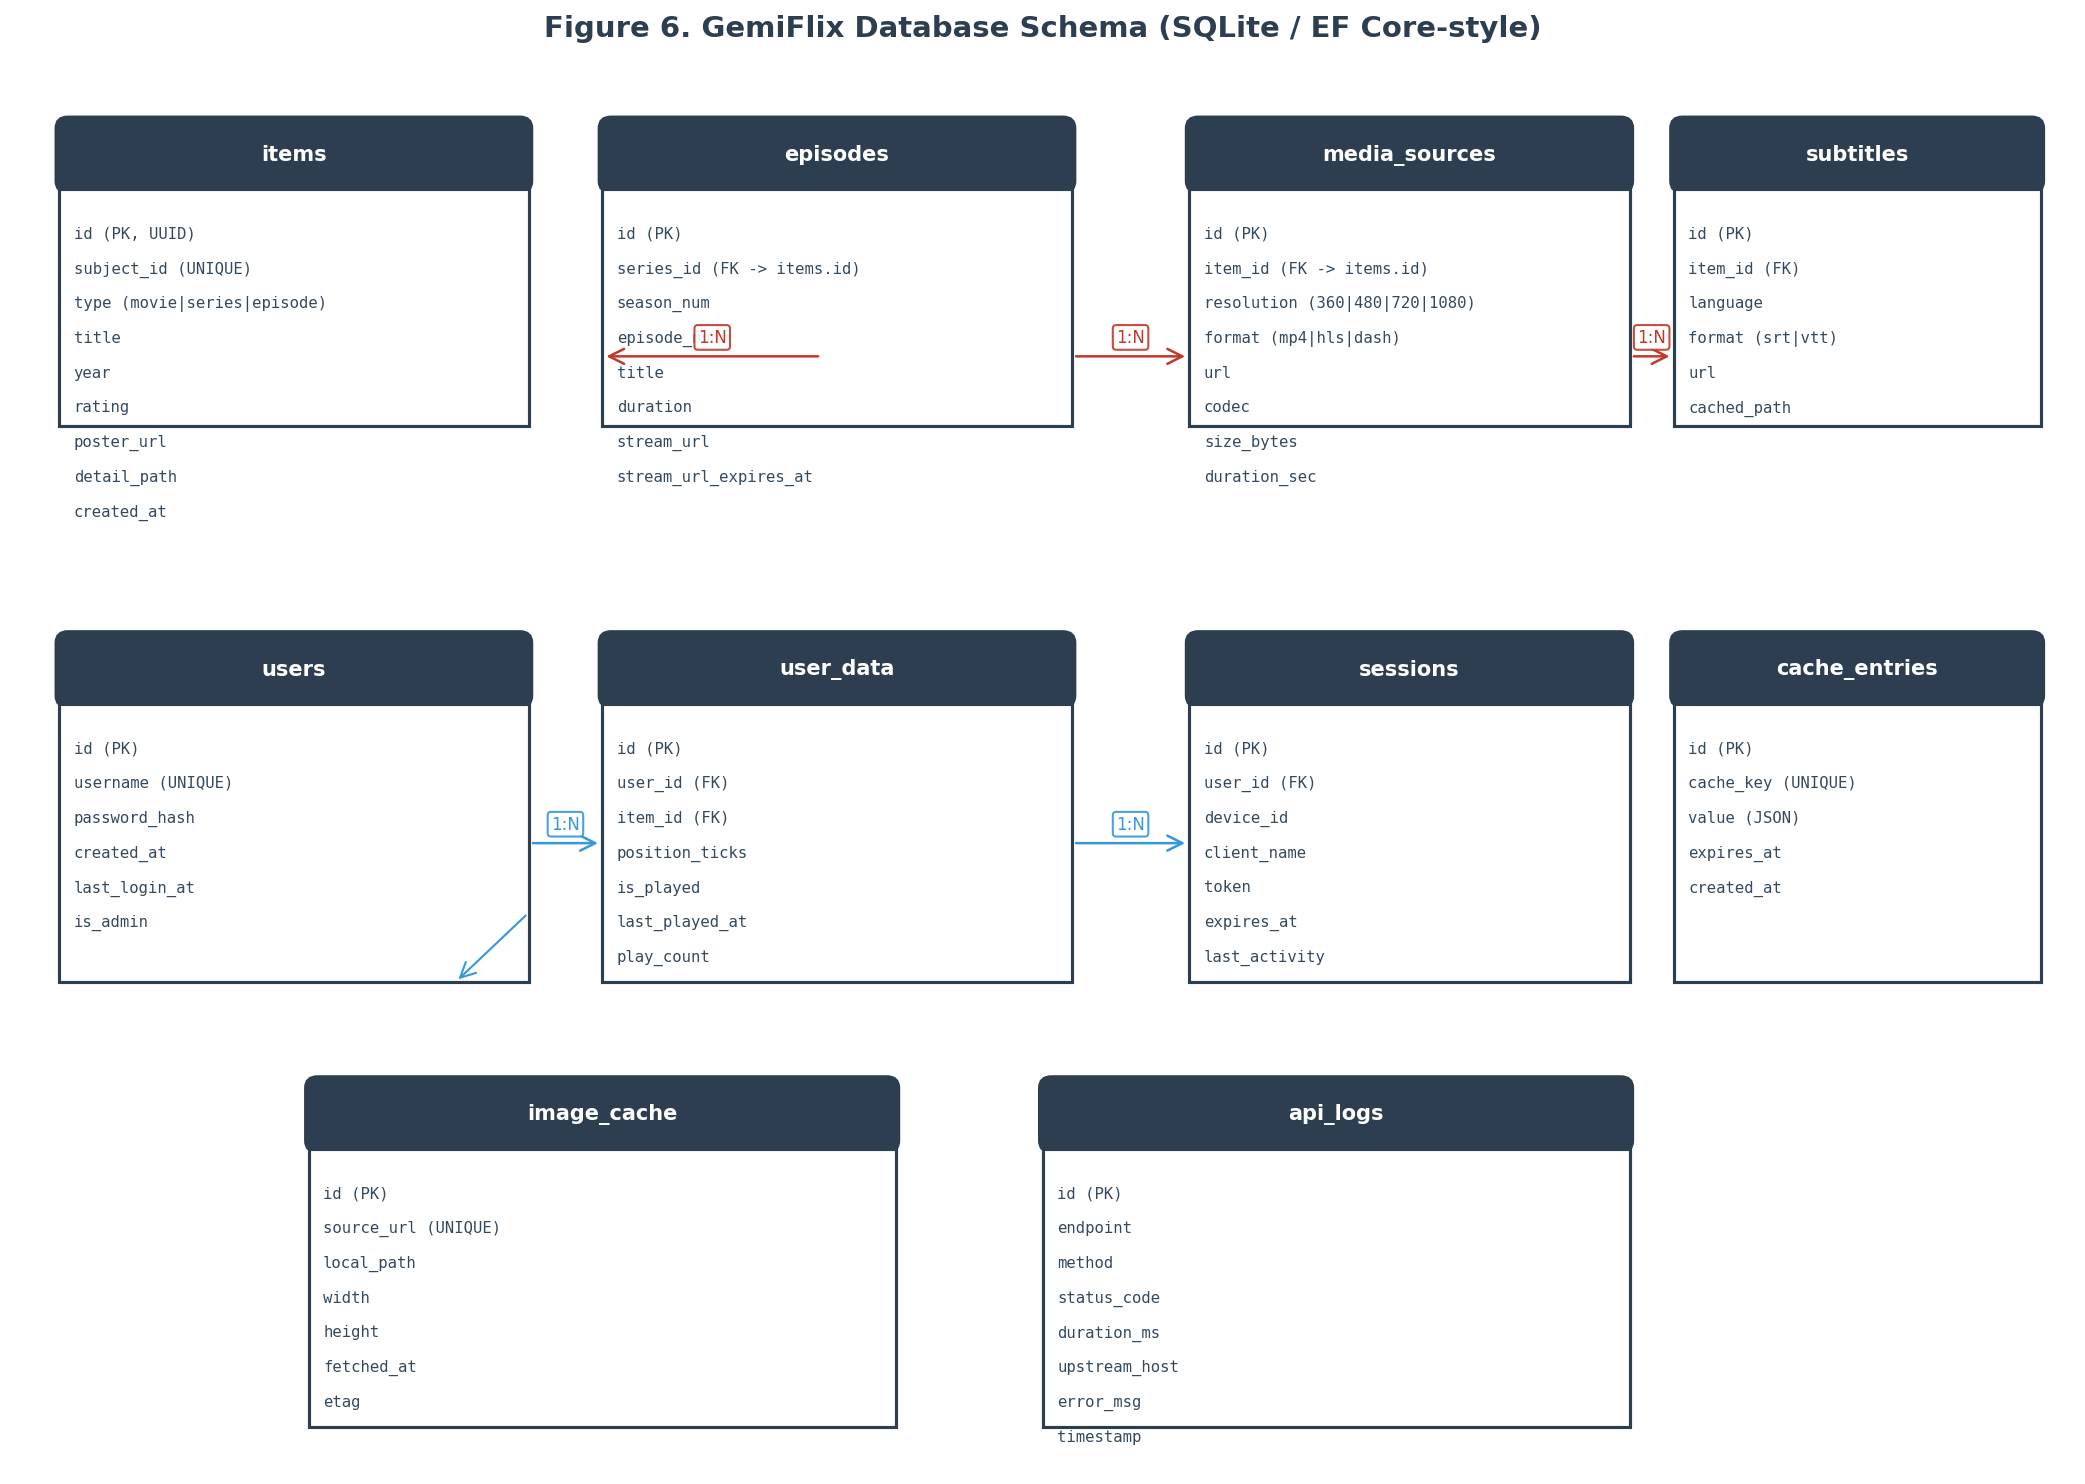 Figure 6. GemiFlix Database Schema (SQLite / EF Core-style)
items
id (PK, UUID)
subject_id (UNIQUE)
type (movie|series|episode)
title
year
rating
poster_url
detail_path
created_at
episodes
id (PK)
series_id (FK -> items.id)
season_num
episode_
1:N
title
duration
stream_url
stream_url_expires_at
1:N
media_sources
id (PK)
item_id (FK -> items.id)
resolution (360|480|720|1080)
format (mp4|hls|dash)
url
codec
size_bytes
duration_sec
1:N
subtitles
id (PK)
item_id (FK)
language
format (srt|vtt)
url
cached_path
users
id (PK)
username (UNIQUE)
password_hash
created_at
last_login_at
is_admin
1:N
user_data
id (PK)
user_id (FK)
item_id (FK)
position_ticks
is_played
last_played_at
play_count
1:N
sessions
id (PK)
user_id (FK)
device_id
client_name
token
expires_at
last_activity
cache_entries
id (PK)
cache_key (UNIQUE)
value (JSON)
expires_at
created_at
image_cache
id (PK)
source_url (UNIQUE)
local_path
width
height
fetched_at
etag
api_logs
id (PK)
endpoint
method
status_code
duration_ms
upstream_host
error_msg
timestamp